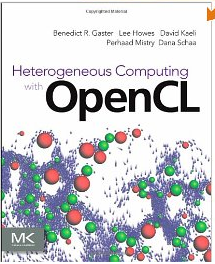 Benedict R. Gaster Lee Howes David Kaeli
Perhaad Mistry Dana Schaa
Heterogeneous Computing
with OpenCL
MK